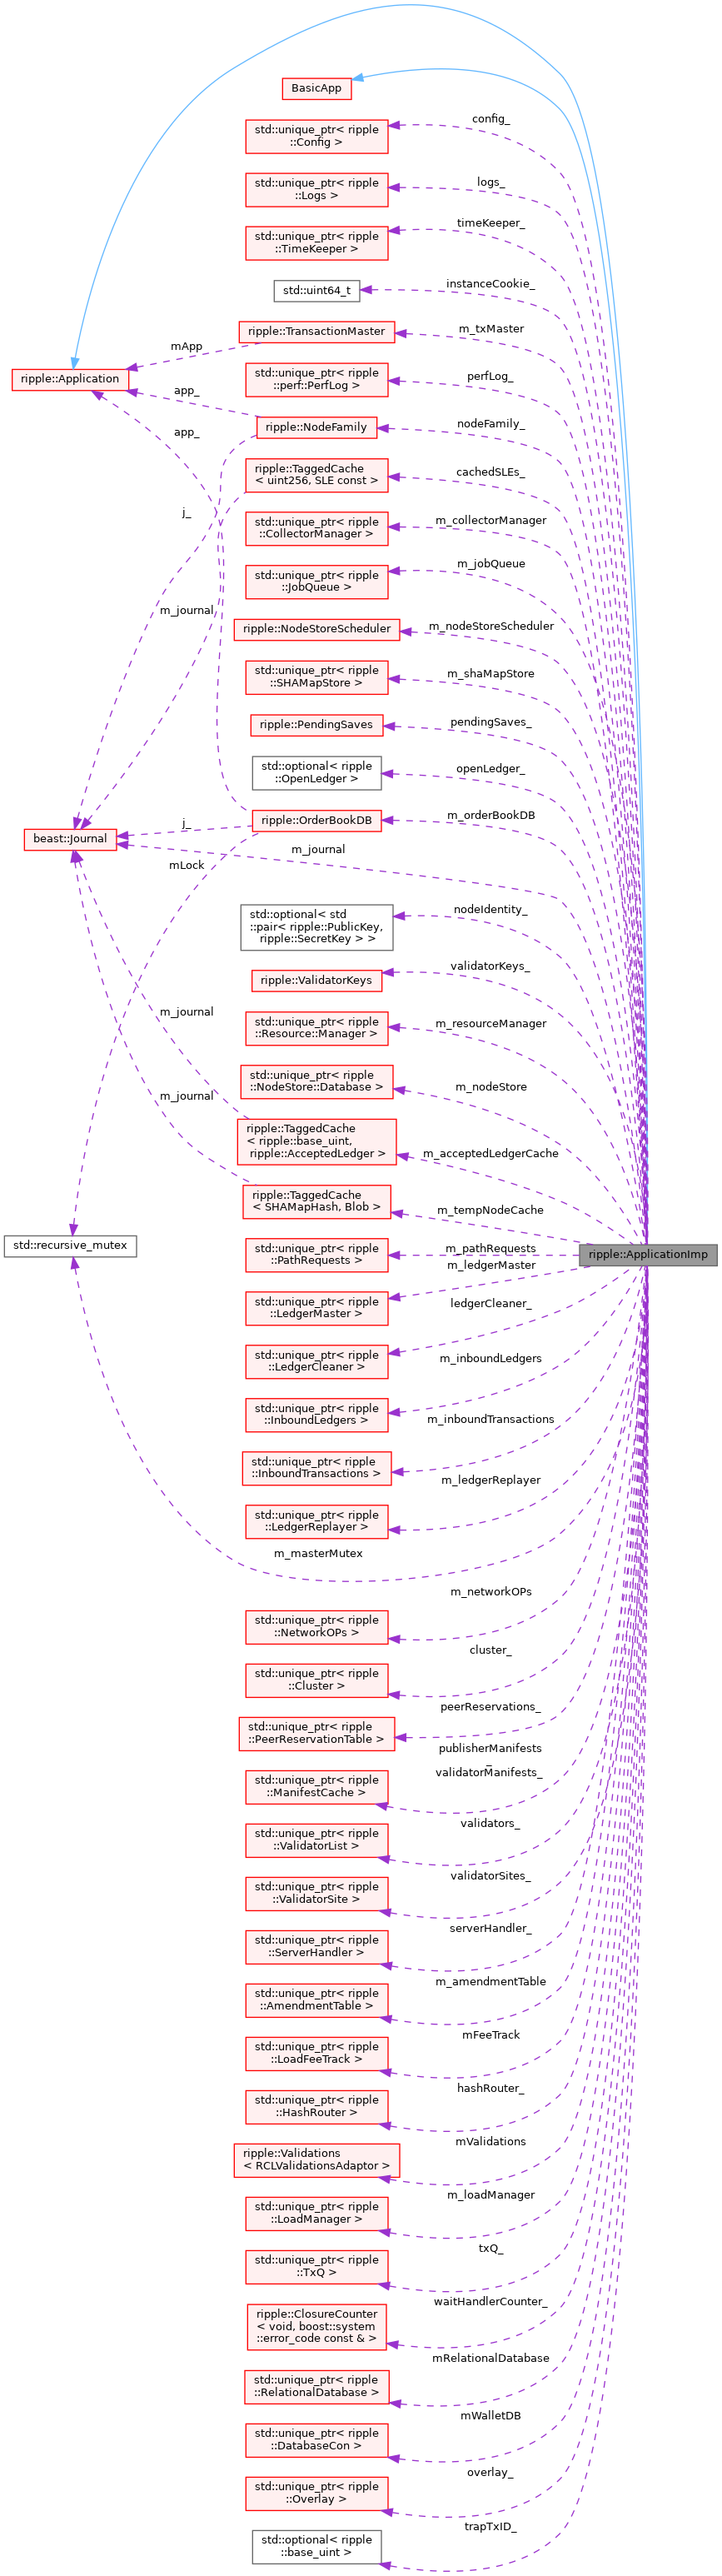 BasicApp
config_
std::unique_ptr< ripple
::Config >
logs_
std::unique_ptr< ripple
::Logs >
timeKeeper_
std::unique_ptr< ripple
::TimeKeeper >
instanceCookie_
std::uint64_t
m_txMaster
ripple::TransactionMaster
mApp
ripple::Application
perfLog_
std::unique_ptr< ripple
::perf::PerfLog >
app_
nodeFamily_
ripple::NodeFamily
app_
cachedSLEs_
ripple::TaggedCache
< uint256, SLE const >
j_
m_collectorManager
std::unique_ptr< ripple
::CollectorManager >
m_jobQueue
std::unique_ptr< ripple
::JobQueue >
m_journal
m_nodeStoreScheduler
ripple::NodeStoreScheduler
m_shaMapStore
std::unique_ptr< ripple
::SHAMapStore >
pendingSaves_
ripple::PendingSaves
openLedger_
std::optional< ripple
::OpenLedger >
m_orderBookDB
ripple::OrderBookDB
j_
beast::Journal
m_journal
mLock
nodeIdentity_
std::optional< std
::pair< ripple::PublicKey,
ripple::SecretKey > >
validatorKeys_
ripple::ValidatorKeys
m_journal
m_resourceManager
std::unique_ptr< ripple
::Resource::Manager >
m_nodeStore
std::unique_ptr< ripple
::NodeStore::Database >
m_journal
m_acceptedLedgerCache
ripple::TaggedCache
< ripple::base_uint,
ripple::AcceptedLedger >
m_tempNodeCache
ripple::TaggedCache
< SHAMapHash, Blob >
std::recursive_mutex
m_pathRequests
std::unique_ptr< ripple
::PathRequests >
ripple::ApplicationImp
m_ledgerMaster
std::unique_ptr< ripple
::LedgerMaster >
ledgerCleaner_
std::unique_ptr< ripple
::LedgerCleaner >
m_inboundLedgers
std::unique_ptr< ripple
::InboundLedgers >
m_inboundTransactions
std::unique_ptr< ripple
::InboundTransactions >
m_ledgerReplayer
std::unique_ptr< ripple
::LedgerReplayer >
m_masterMutex
m_networkOPs
std::unique_ptr< ripple
::NetworkOPs >
cluster_
std::unique_ptr< ripple
::Cluster >
peerReservations_
std::unique_ptr< ripple
::PeerReservationTable >
publisherManifests
_
validatorManifests_
std::unique_ptr< ripple
::ManifestCache >
validators_
std::unique_ptr< ripple
::ValidatorList >
validatorSites_
std::unique_ptr< ripple
::ValidatorSite >
serverHandler_
std::unique_ptr< ripple
::ServerHandler >
m_amendmentTable
std::unique_ptr< ripple
::AmendmentTable >
mFeeTrack
std::unique_ptr< ripple
::LoadFeeTrack >
hashRouter_
std::unique_ptr< ripple
::HashRouter >
mValidations
ripple::Validations
< RCLValidationsAdaptor >
m_loadManager
std::unique_ptr< ripple
::LoadManager >
txQ_
std::unique_ptr< ripple
::TxQ >
waitHandlerCounter_
ripple::ClosureCounter
< void, boost::system
::error_code const & >
mRelationalDatabase
std::unique_ptr< ripple
::RelationalDatabase >
mWalletDB
std::unique_ptr< ripple
::DatabaseCon >
overlay_
std::unique_ptr< ripple
::Overlay >
trapTxID_
std::optional< ripple
::base_uint >